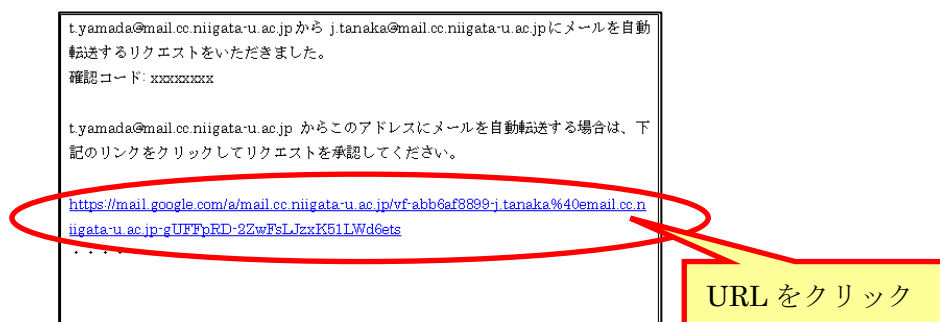 t.yamada@mail.cc.niigata-u.ac.jpから j.tanaka@mail.cc.niigata-u.ac.jpにメールを自動
転送するリクエストをいただきました。
確認コード: xxxxxxxx
t.yamada@mail.cc.niigata-u.ac.jp からこのアドレスにメールを自動転送する場合は、下
記のリンクをクリックしてリクエストを承認してください。
https://mail.google.com/a/mail.cc.niigata-u.ac.jp/vf-abb6af8899-j.tanaka%40email.cc.n
iigata-u.ac.jp-gUFFpRD-2ZwFsLJzxK51LWd6ets
・・・・
URL をクリック